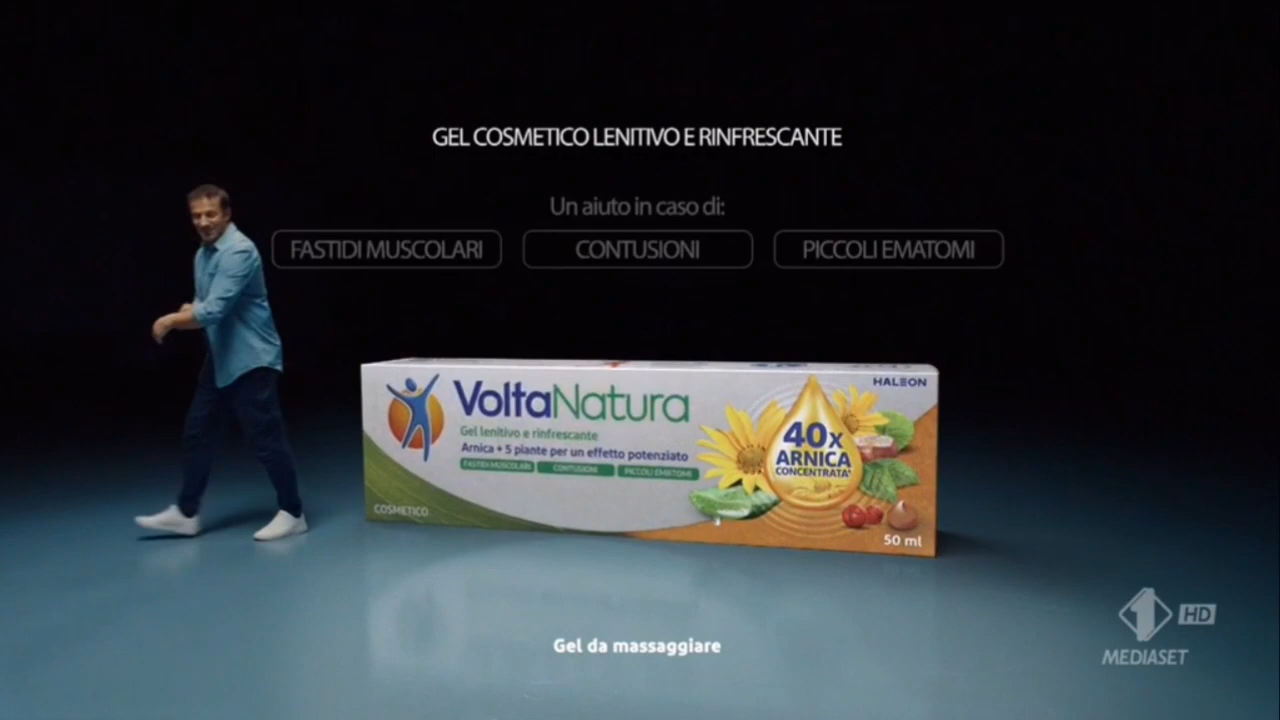 GEL COSMETICO LENITIVO E RINFRESCANTE
Un aiuto in caso di:
FASTIDI MUSCOLARI
CONTUSIONI
PICCOLI EMATOMI
HALEON
VoltaNatura
Gel lenitivo e rinfrescante
Arnica + 5 piante per un effetto potenziato
FASTIDI MUSCOLARI
CONTUSIONI
PICCOLI EMATOMI
40x
ARNICA
CONCENTRATA*
COSMETICO
50 ml
Gel da massaggiare
1 HD
MEDIASET